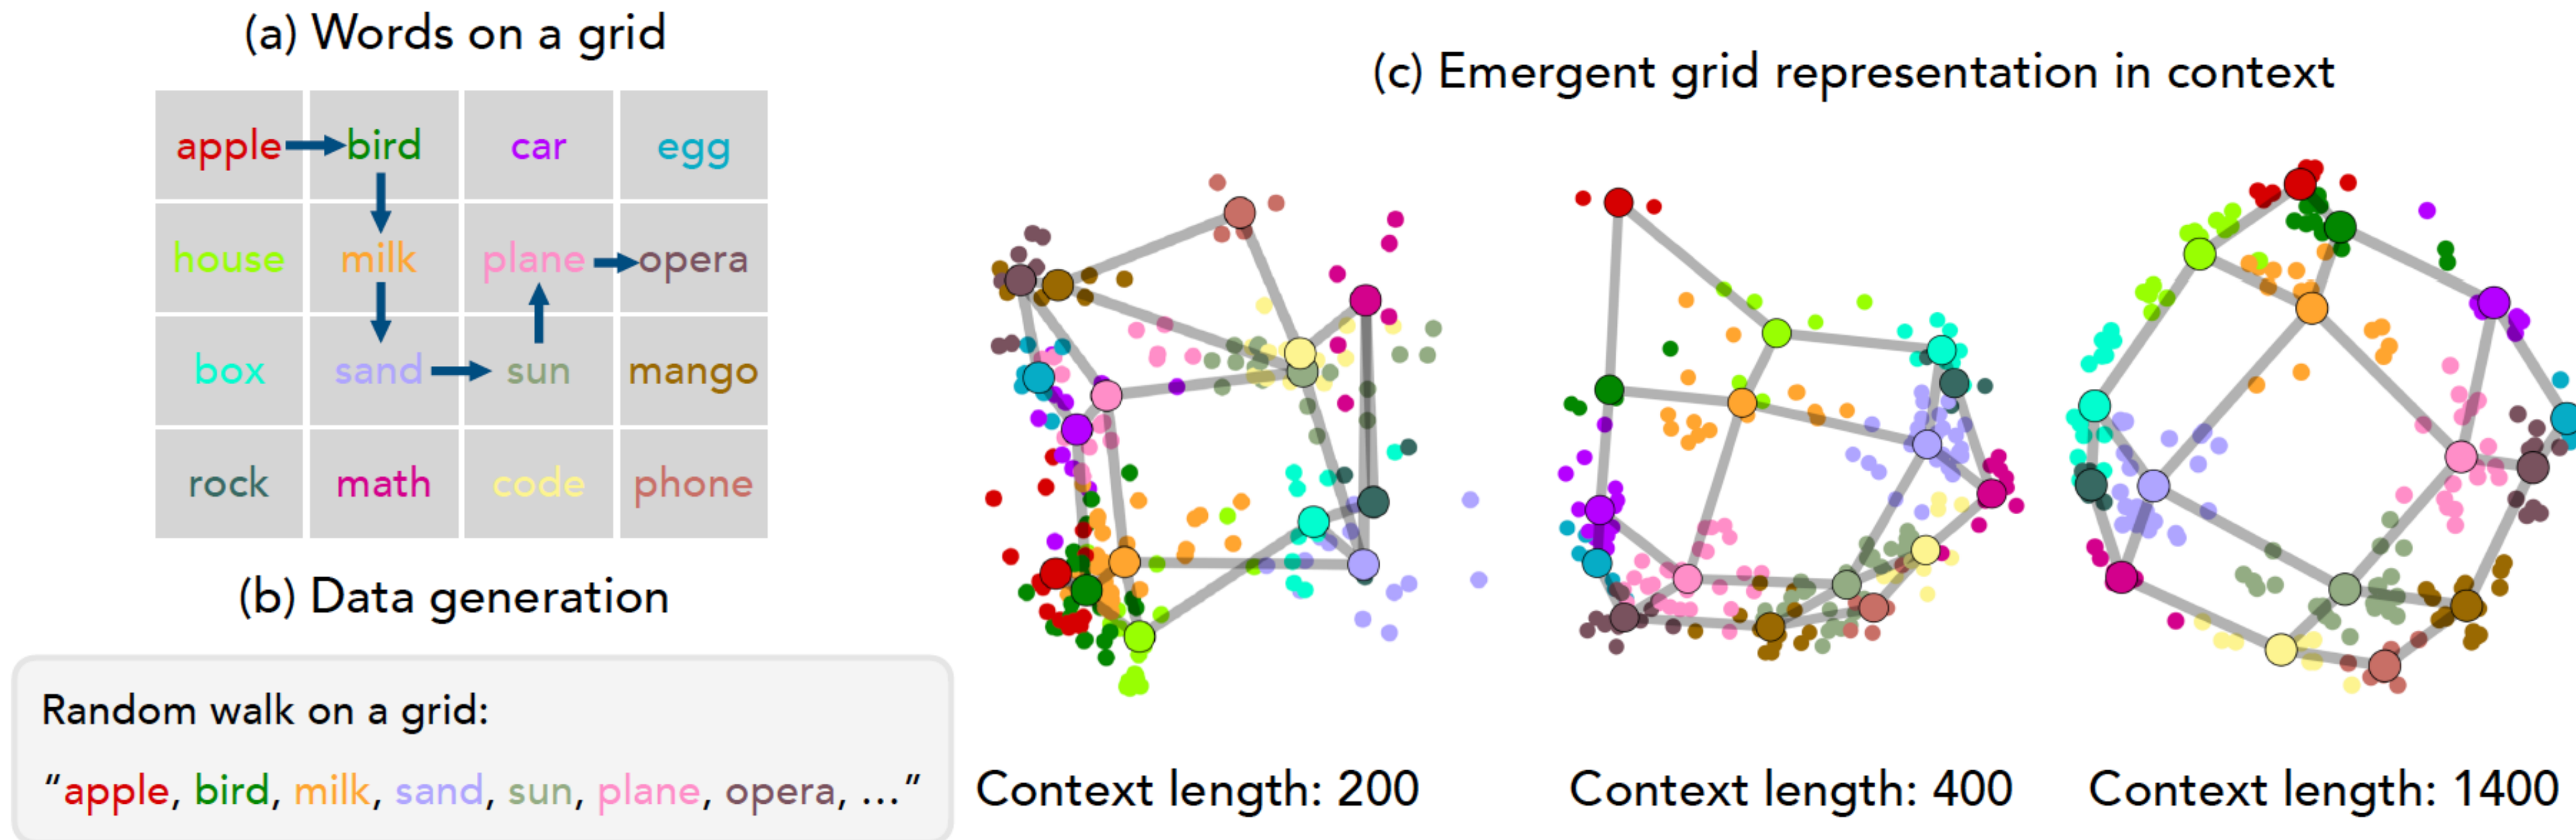 (a) Words on a grid
apple bird car egg
house milk plane opera
box sand sun mango
rock math code phone
(b) Data generation
Random walk on a grid:
“apple, bird, milk, sand, sun, plane, opera, ...”
(c) Emergent grid representation in context
Context length: 200
Context length: 400
Context length: 1400